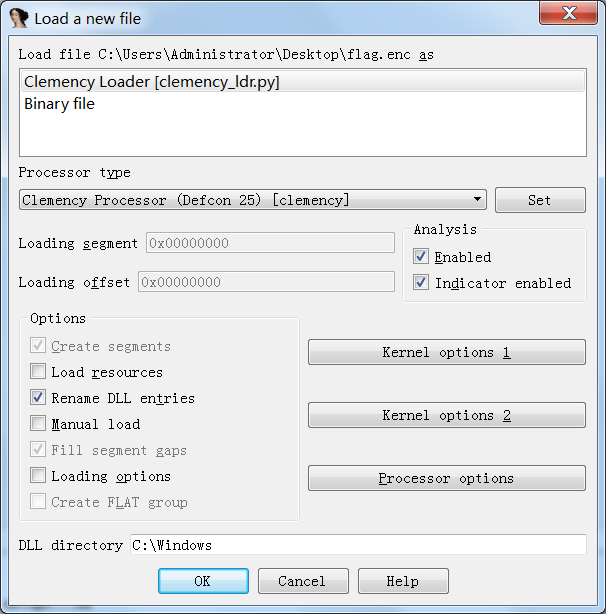 Load a new file
Load file C:\Users\Administrator\Desktop\flag.enc as
Clemency Loader [clemency_ldr.py]
Binary file
Processor type
Clemency Processor (Defcon 25) [clemency]
Set
Analysis
Loading segment 0x00000000
Enabled
Loading offset 0x00000000
Indicator enabled
Options
Create segments
Kernel options 1
Load resources
Rename DLL entries
Kernel options 2
Manual load
Fill segment gaps
Loading options
Processor options
Create FLAT group
DLL directory C:\Windows
OK
Cancel
Help